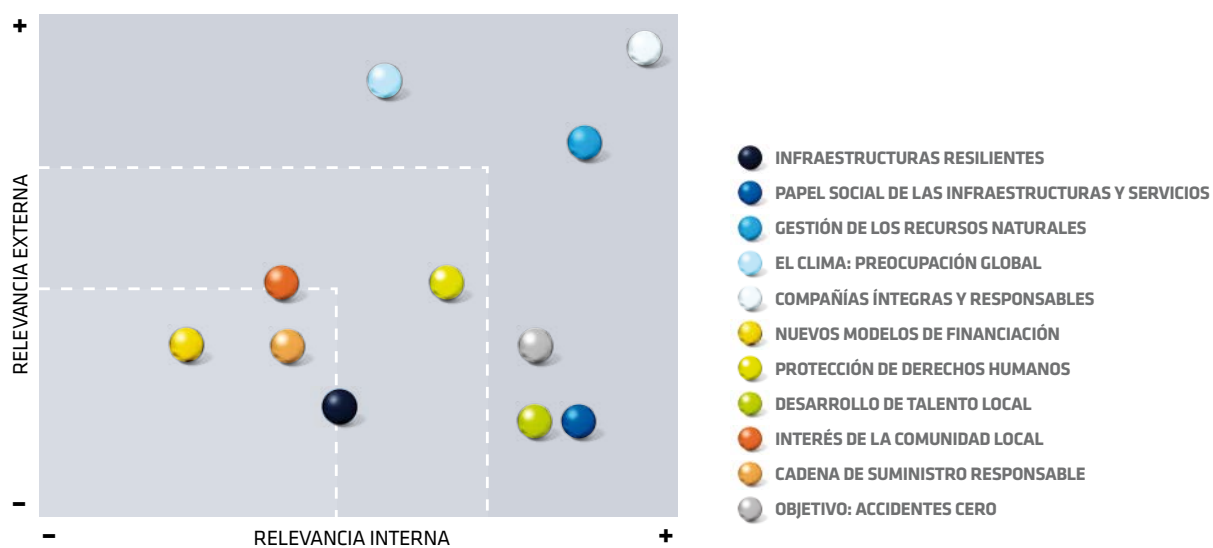 +
RELEVANCIA EXTERNA
–
–
RELEVANCIA INTERNA
+
INFRAESTRUCTURAS RESILIENTES
PAPEL SOCIAL DE LAS INFRAESTRUCTURAS Y SERVICIOS
GESTIÓN DE LOS RECURSOS NATURALES
EL CLIMA: PREOCUPACIÓN GLOBAL
COMPAÑÍAS ÍNTEGRAS Y RESPONSABLES
NUEVOS MODELOS DE FINANCIACIÓN
PROTECCIÓN DE DERECHOS HUMANOS
DESARROLLO DE TALENTO LOCAL
INTERÉS DE LA COMUNIDAD LOCAL
CADENA DE SUMINISTRO RESPONSABLE
OBJETIVO: ACCIDENTES CERO